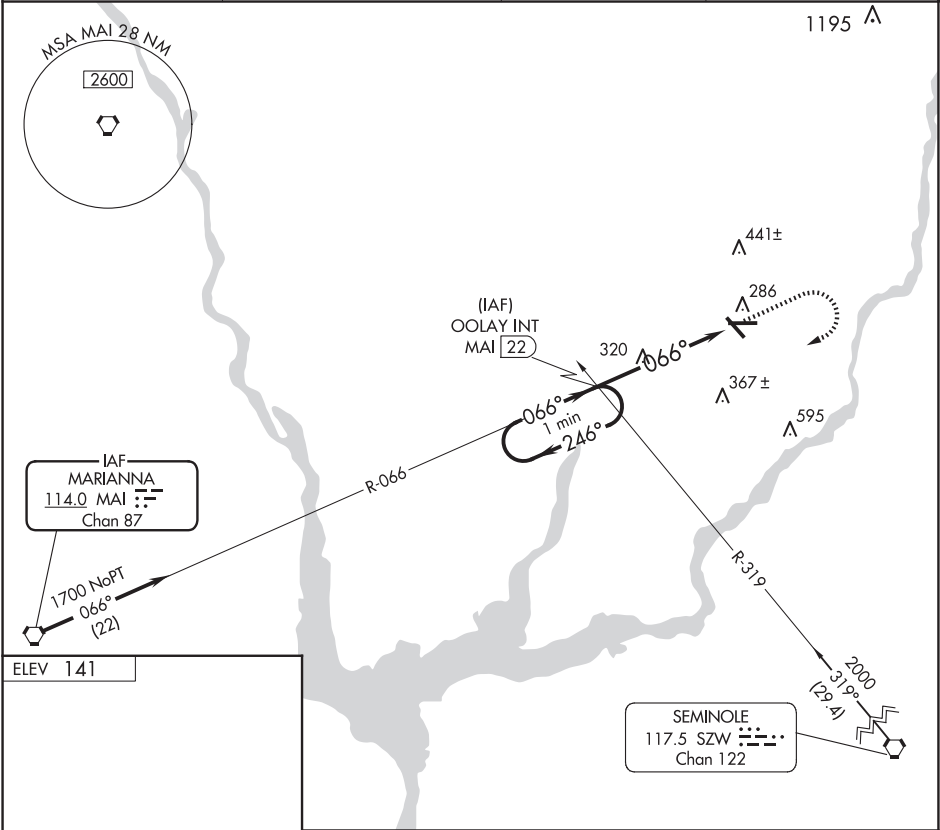 1195
MSA MAI 28 NM
2600
441±
286
(IAF)
OOLAY INT
MAI 22
320
066°
367±
595
066°
1 min
246°
IAF
MARIANNA
114.0 MAI
Chan 87
R-066
R-319
1700 NoPT
066°
(22)
ELEV 141
2000
319°
(29.4)
SEMINOLE
117.5 SZW
Chan 122